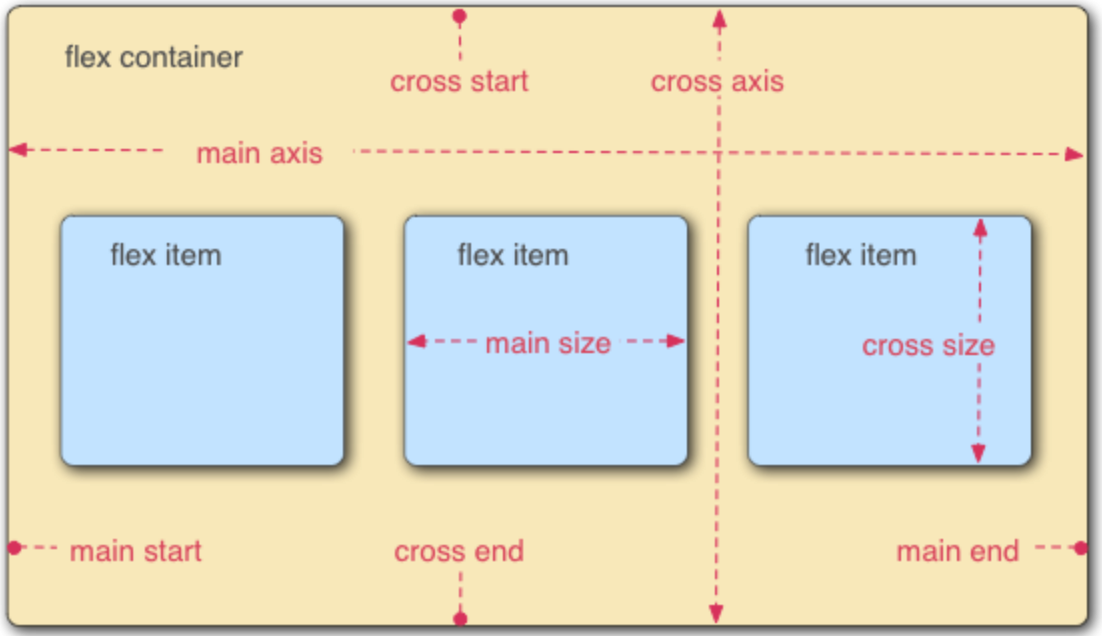 flex container
cross start
cross axis
main axis
flex item
flex item
flex item
main size
cross size
main start
cross end
main end